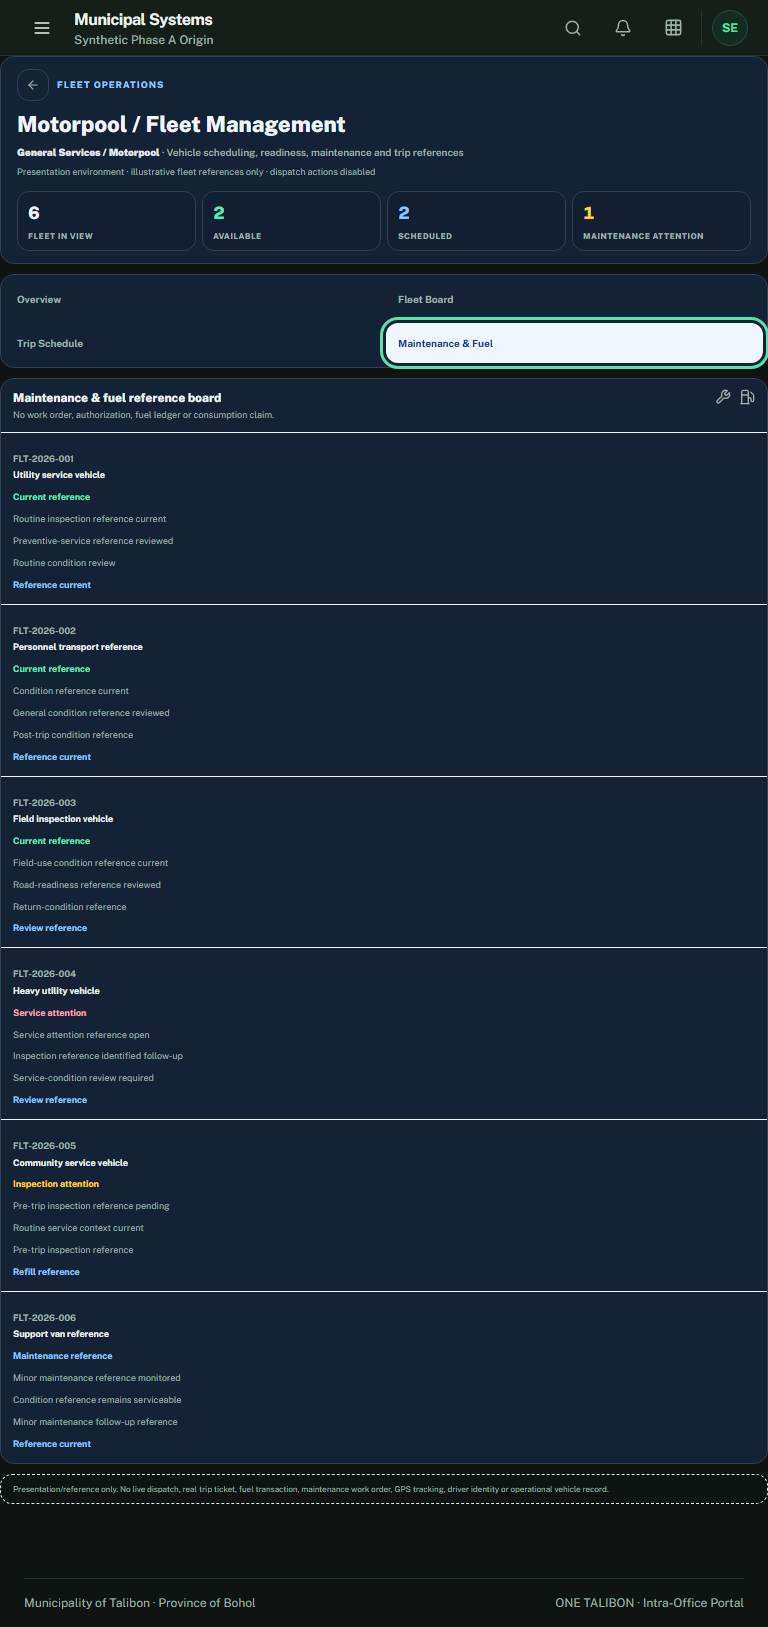 Municipal Systems
Synthetic Phase A Origin
SE
FLEET OPERATIONS
Motorpool / Fleet Management
General Services / Motorpool · Vehicle scheduling, readiness, maintenance and trip references
Presentation environment · illustrative fleet references only · dispatch actions disabled
6
FLEET IN VIEW
2
AVAILABLE
2
SCHEDULED
1
MAINTENANCE ATTENTION
Overview
Fleet Board
Trip Schedule
Maintenance & Fuel
Maintenance & fuel reference board
No work order, authorization, fuel ledger or consumption claim.
FLT-2026-001
Utility service vehicle
Current reference
Routine inspection reference current
Preventive-service reference reviewed
Routine condition review
Reference current
FLT-2026-002
Personnel transport reference
Current reference
Condition reference current
General condition reference reviewed
Post-trip condition reference
Reference current
FLT-2026-003
Field inspection vehicle
Current reference
Field-use condition reference current
Road-readiness reference reviewed
Return-condition reference
Review reference
FLT-2026-004
Heavy utility vehicle
Service attention
Service attention reference open
Inspection reference identified follow-up
Service-condition review required
Review reference
FLT-2026-005
Community service vehicle
Inspection attention
Pre-trip inspection reference pending
Routine service context current
Pre-trip inspection reference
Refill reference
FLT-2026-006
Support van reference
Maintenance reference
Minor maintenance reference monitored
Condition reference remains serviceable
Minor maintenance follow-up reference
Reference current
Presentation/reference only. No live dispatch, real trip ticket, fuel transaction, maintenance work order, GPS tracking, driver identity or operational vehicle record.
Municipality of Talibon · Province of Bohol
ONE TALIBON · Intra-Office Portal